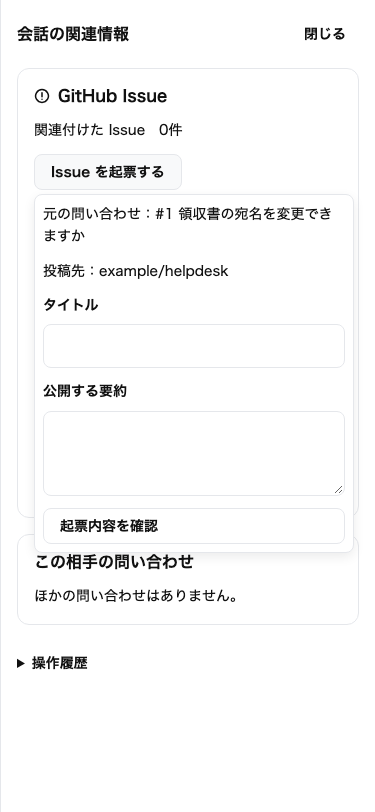 会話の関連情報
閉じる
GitHub Issue
関連付けた Issue 0件
Issue を起票する
元の問い合わせ：#1 領収書の宛名を変更でき
ますか
投稿先：example/helpdesk
タイトル
公開する要約
起票内容を確認
この相手の問い合わせ
ほかの問い合わせはありません。
操作履歴